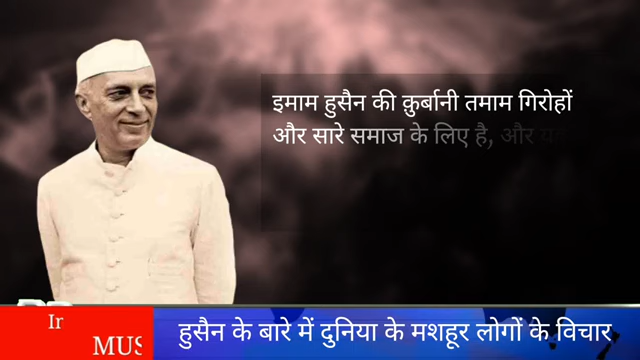 इमाम हुसैन की क़ुर्बानी तमाम गिरोहों
और सारे समाज के लिए है, और
Ir
MUS
हुसैन के बारे में दुनिया के मशहूर लोगों के विचार